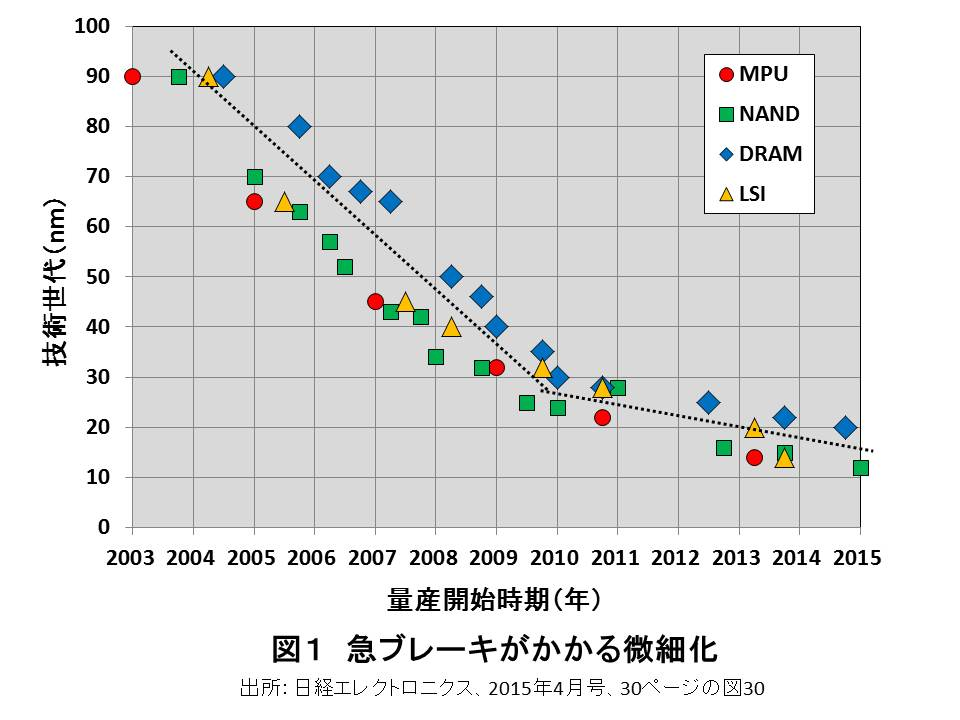 100
90
80
70
60
50
40
30
20
10
0
技術世代(nm)
MPU
NAND
DRAM
LSI
2003 2004 2005 2006 2007 2008 2009 2010 2011 2012 2013 2014 2015
量産開始時期(年)
図1 急ブレーキがかかる微細化
出所: 日経エレクトロニクス、2015年4月号、30ページの図30